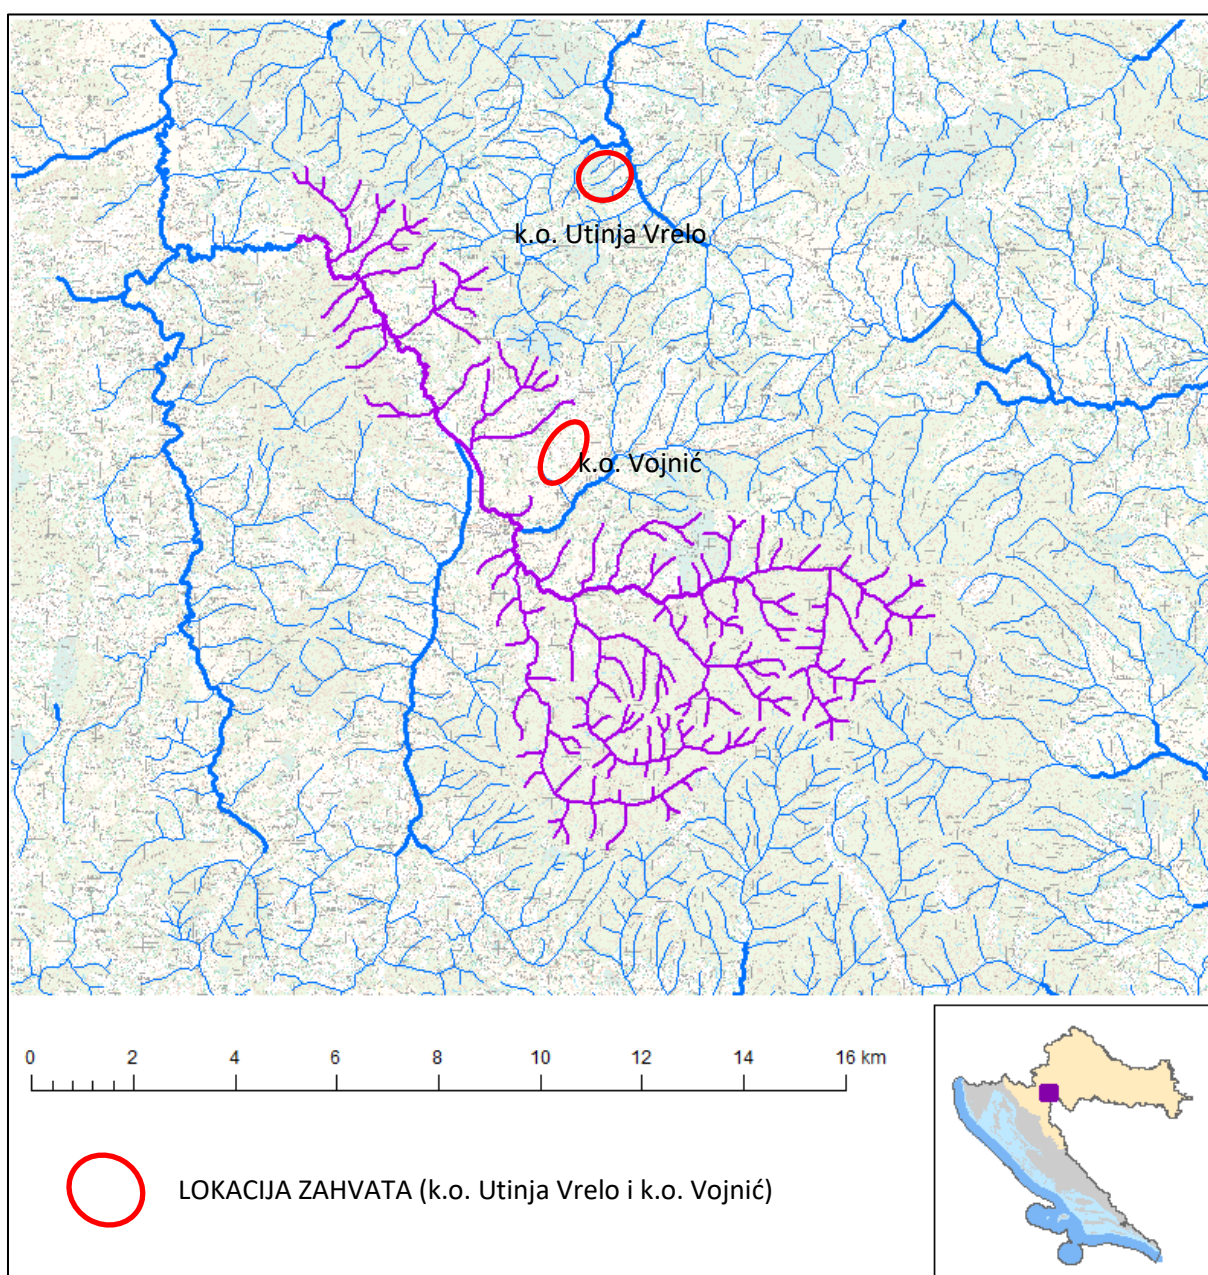 k.o. Utinja Vrelo
k.o. Vojnić
0 2 4 6 8 10 12 14 16 km
LOKACIJA ZAHVATA (k.o. Utinja Vrelo i k.o. Vojnić)